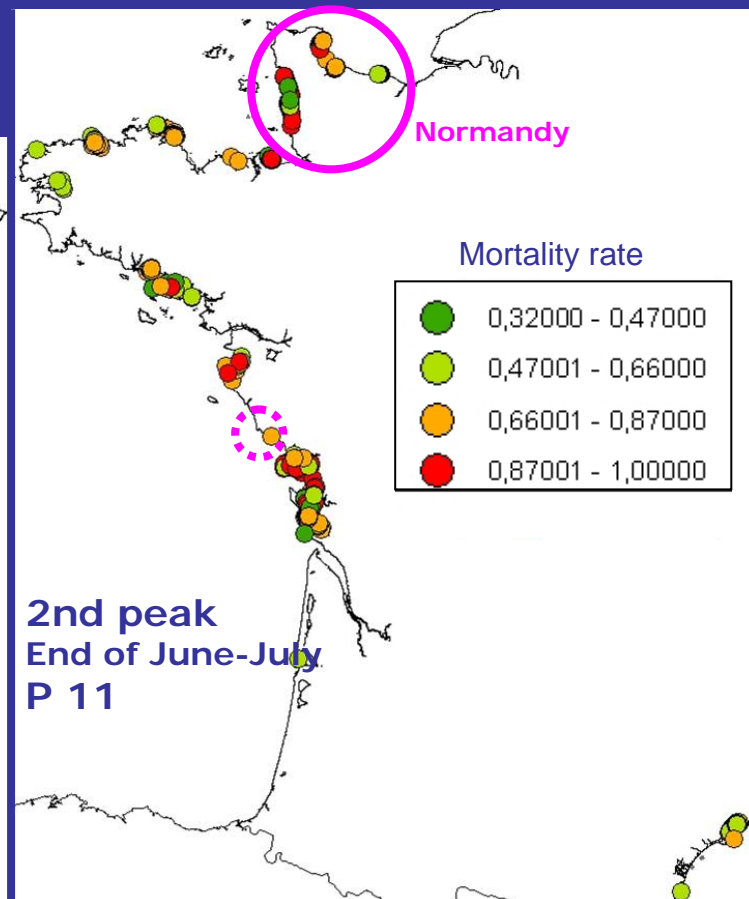 Normandy
Mortality rate
0,32000 - 0,47000
0,47001 - 0,66000
0,66001 - 0,87000
0,87001 - 1,00000
2nd peak
End of June-July
P 11